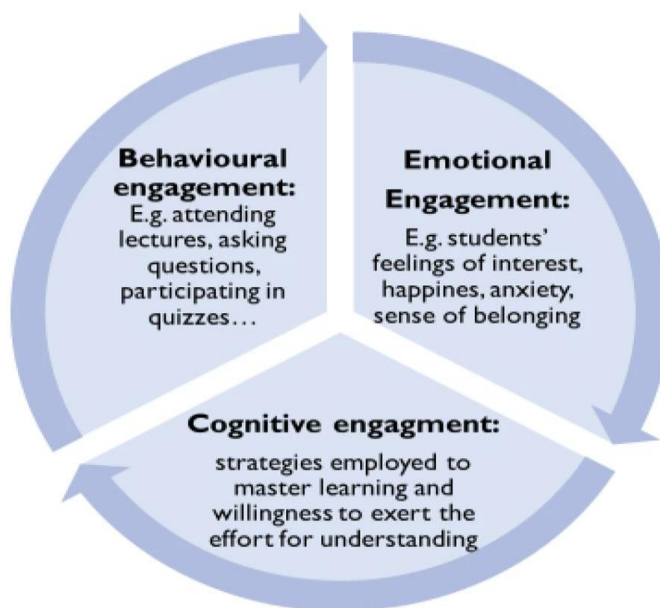 Behavioural
engagement:
E.g. attending
lectures, asking
questions,
participating in
quizzes…
Emotional
Engagement:
E.g. students’
feelings of interest,
happines, anxiety,
sense of belonging
Cognitive engagment:
strategies employed to
master learning and
willingness to exert the
effort for understanding